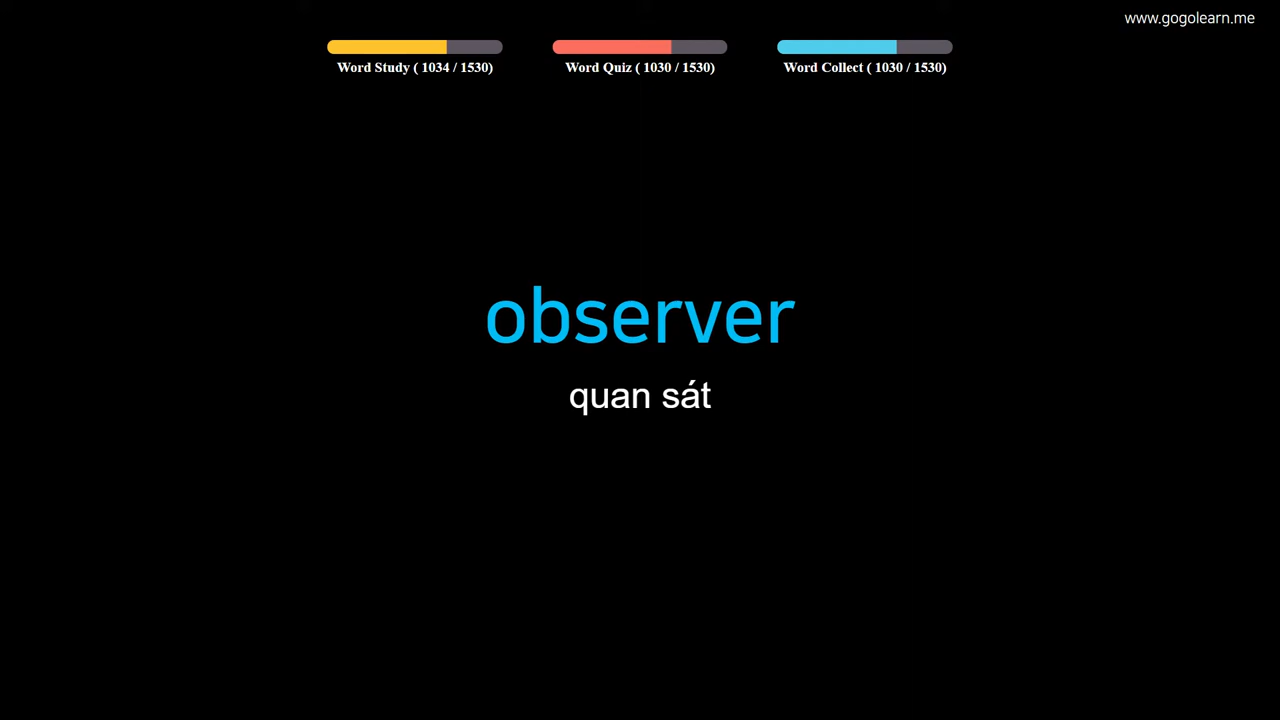 www.gogolearn.me
Word Study ( 1034 / 1530)
Word Quiz ( 1030 / 1530)
Word Collect ( 1030 / 1530)
observer
quan sát